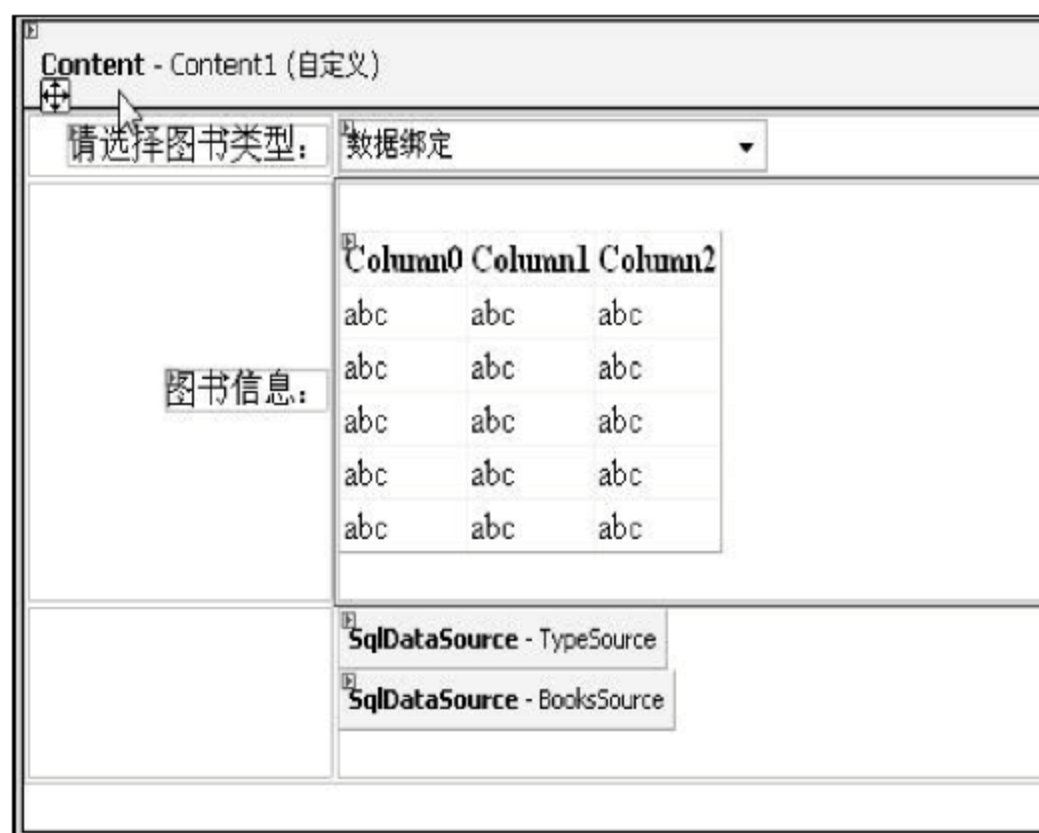 Content - Content1 (自定义)
请选择图书类型: 数据绑定
Column0 Column1 Column2
abc abc abc
abc abc abc
图书信息: abc abc abc
abc abc abc
abc abc abc
SqlDataSource - TypeSource
SqlDataSource - BooksSource